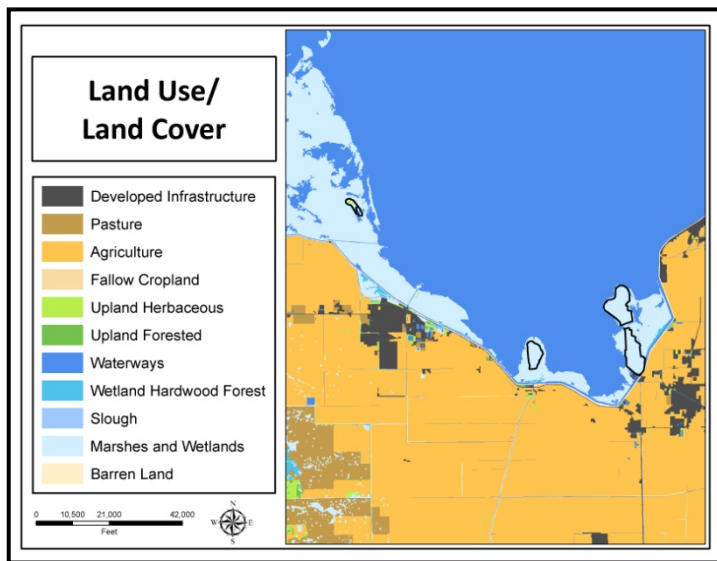 Land Use/
Land Cover
Developed Infrastructure
Pasture
Agriculture
Fallow Cropland
Upland Herbaceous
Upland Forested
Waterways
Wetland Hardwood Forest
Slough
Marshes and Wetlands
Barren Land
0 10,500 21,000 42,000
Feet
N
W E
S